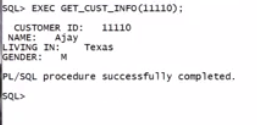 SQL> EXEC GET_CUST_INFO(11110);
CUSTOMER ID: 11110
NAME: Ajay
LIVING IN: Texas
GENDER: M
PL/SQL procedure successfully completed.
SQL>